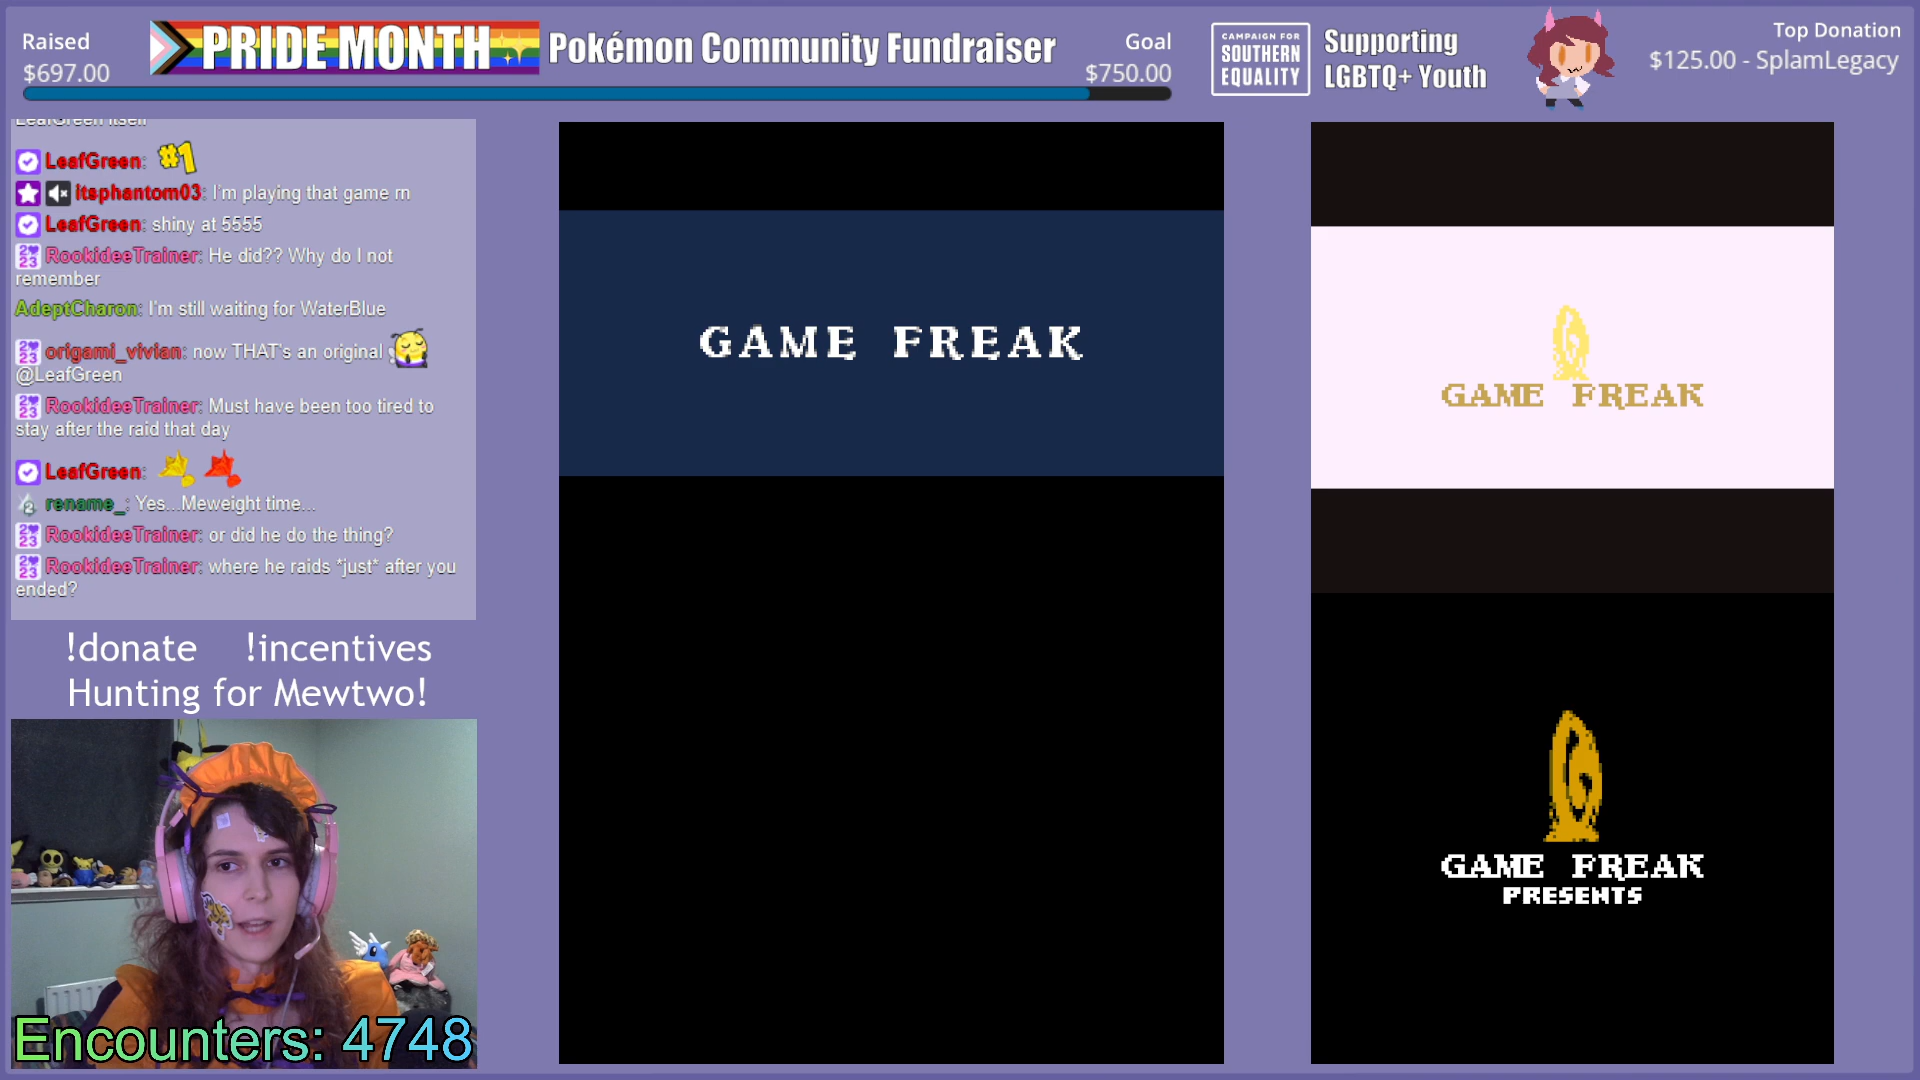 Raised
$697.00
PRIDE MONTH Pokémon Community Fundraiser
Goal
$750.00
CAMPAIGN FOR
SOUTHERN
EQUALITY
Supporting
LGBTQ+ Youth
Top Donation
$125.00 - SplamLegacy
LeafGreen itself
LeafGreen: #1
itsphantom03: I'm playing that game rn
LeafGreen: shiny at 5555
RookideeTrainer: He did?? Why do I not
remember
AdeptCharon: I'm still waiting for WaterBlue
origami_vivian: now THAT's an original
@LeafGreen
RookideeTrainer: Must have been too tired to
stay after the raid that day
LeafGreen:
rename_: Yes...Meweight time...
RookideeTrainer: or did he do the thing?
RookideeTrainer: where he raids *just* after you
ended?
!donate !incentives
Hunting for Mewtwo!
Encounters: 4748
GAME FREAK
GAME FREAK
GAME FREAK
PRESENTS